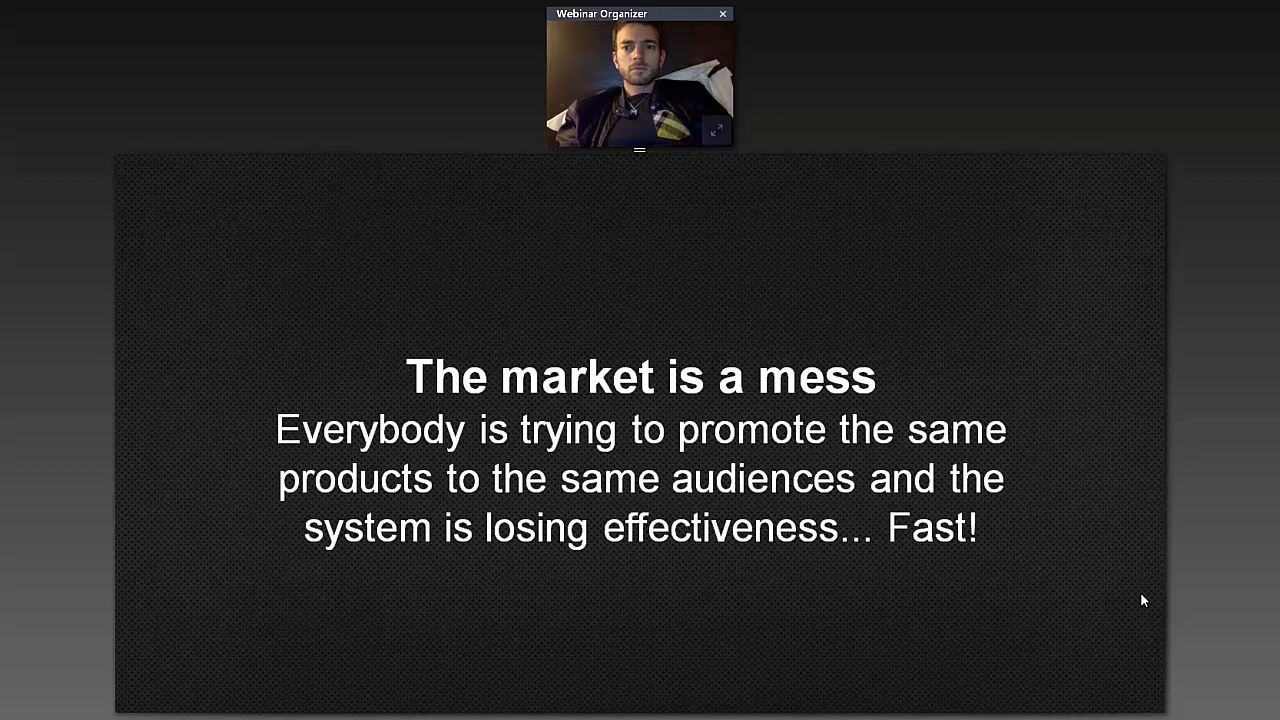 Webinar Organizer
The market is a mess
Everybody is trying to promote the same
products to the same audiences and the
system is losing effectiveness... Fast!